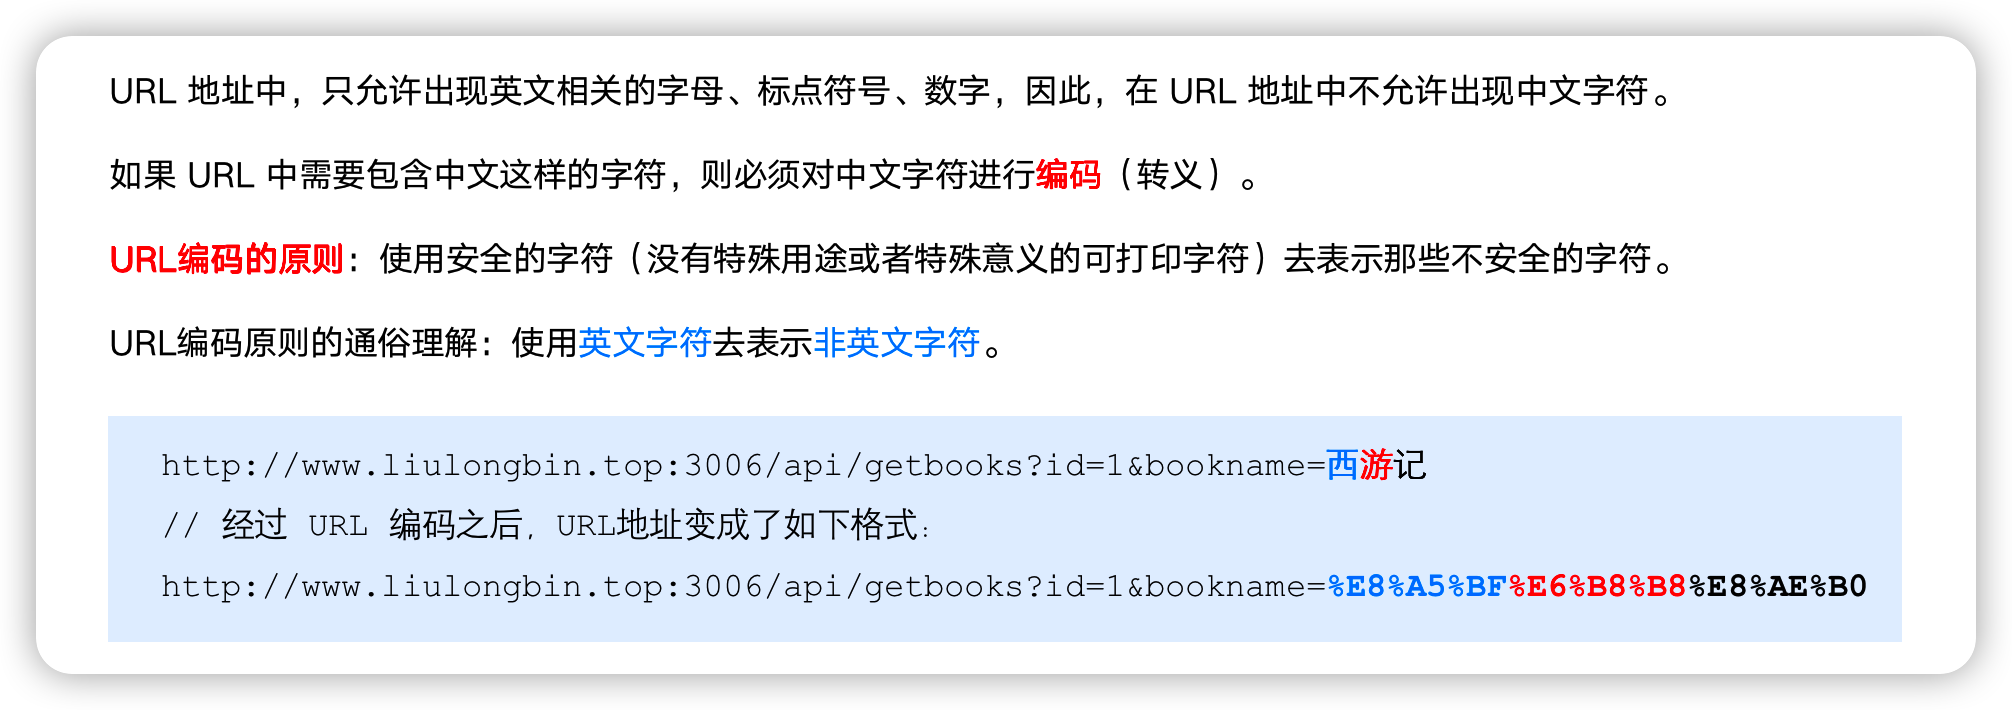 URL 地址中，只允许出现英文相关的字母、标点符号、数字，因此，在 URL 地址中不允许出现中文字符。
如果 URL 中需要包含中文这样的字符，则必须对中文字符进行编码（转义）。
URL编码的原则：使用安全的字符（没有特殊用途或者特殊意义的可打印字符）去表示那些不安全的字符。
URL编码原则的通俗理解：使用英文字符去表示非英文字符。
http://www.liulongbin.top:3006/api/getbooks?id=1&bookname=西游记
// 经过 URL 编码之后，URL地址变成了如下格式：
http://www.liulongbin.top:3006/api/getbooks?id=1&bookname=%E8%A5%BF%E6%B8%B8%E8%AE%B0